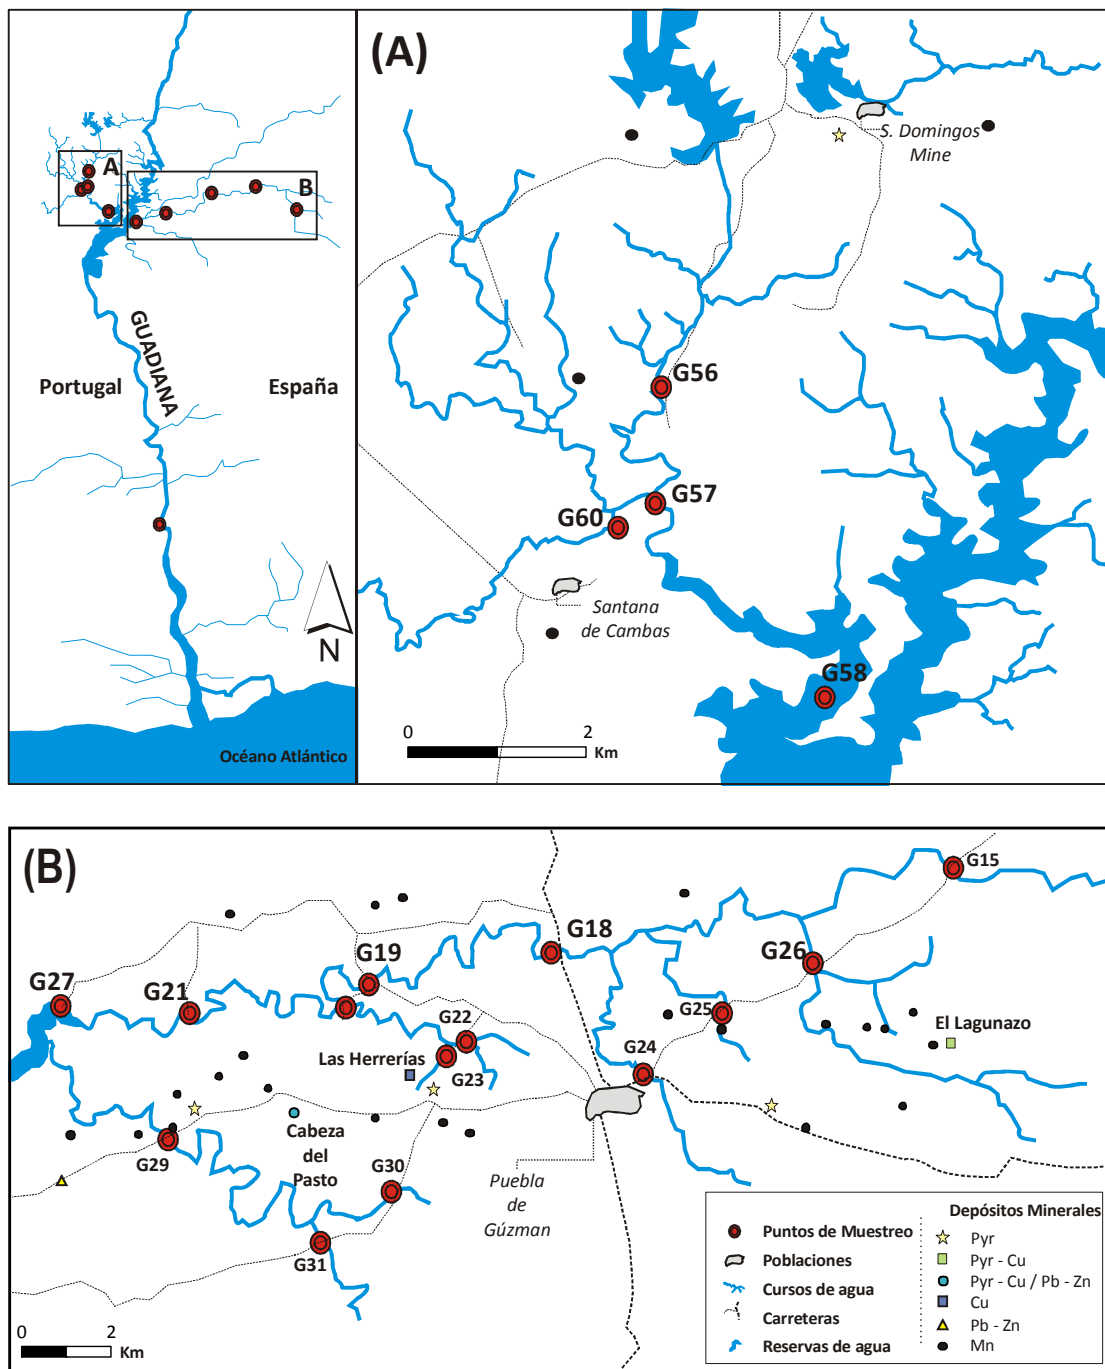 A
B
GUADIANA
Portugal
España
N
Océano Atlántico
(A)
S. Domingos
Mine
G56
G57
G60
Santana
de Cambas
G58
0
2
Km
(B)
G15
G18
G26
G19
G27
G21
G25
G22
El Lagunazo
Las Herrerías
G23
G24
Cabeza
del
Pasto
G29
G30
Puebla
de
Gúzman
G31
0
2
Km
Puntos de Muestreo
Poblaciones
Cursos de agua
Carreteras
Reservas de agua
Depósitos Minerales
Pyr
Pyr - Cu
Pyr - Cu / Pb - Zn
Cu
Pb - Zn
Mn